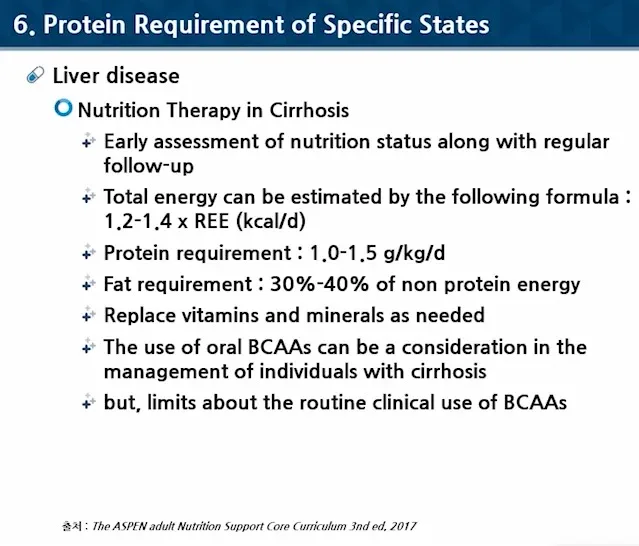 6. Protein Requirement of Specific States
Liver disease
Nutrition Therapy in Cirrhosis
Early assessment of nutrition status along with regular
follow-up
Total energy can be estimated by the following formula :
1.2-1.4 x REE (kcal/d)
Protein requirement : 1.0-1.5 g/kg/d
Fat requirement : 30%-40% of non protein energy
Replace vitamins and minerals as needed
The use of oral BCAAs can be a consideration in the
management of individuals with cirrhosis
but, limits about the routine clinical use of BCAAs
출처 : The ASPEN adult Nutrition Support Core Curriculum 3nd ed. 2017